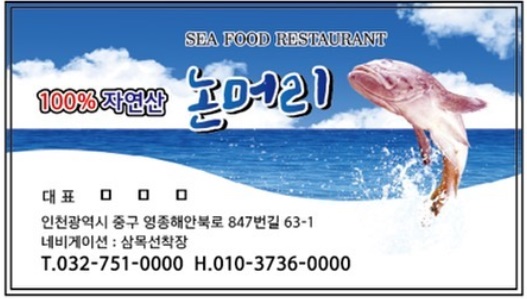 SEA FOOD RESTAURANT
100% 자연산 논머리
대표 ㅁ ㅁ ㅁ
인천광역시 중구 영종해안북로 847번길 63-1
네비게이션 : 삼목선착장
T.032-751-0000 H.010-3736-0000